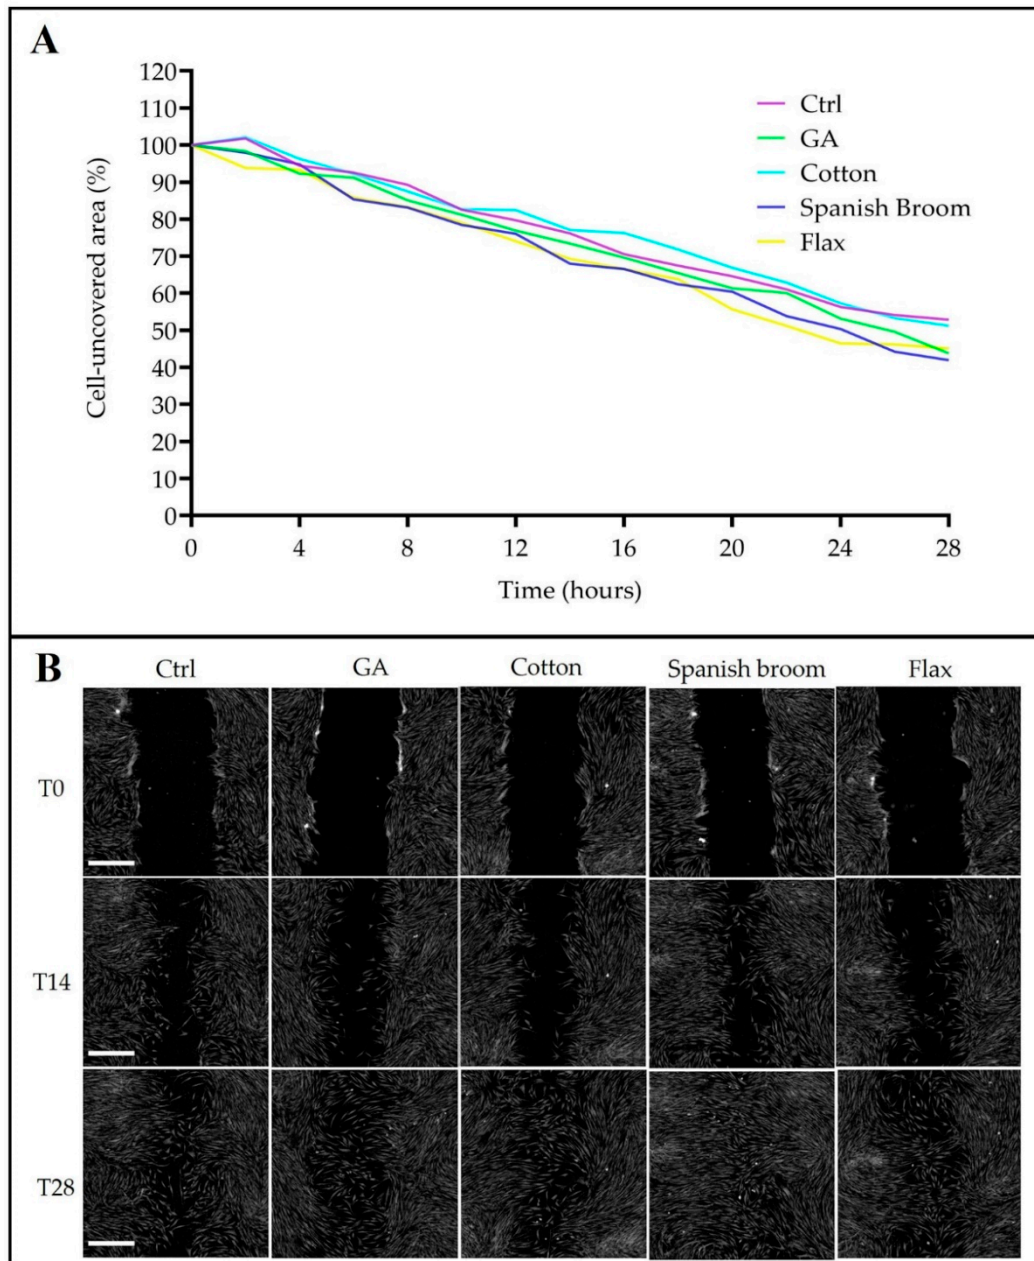 A
120
110
100
90
80
70
60
50
40
30
20
10
0
Cell-uncovered area (%)
0 4 8 12 16 20 24 28
Time (hours)
Ctrl
GA
Cotton
Spanish Broom
Flax
B
Ctrl GA Cotton Spanish broom Flax
T0
T14
T28